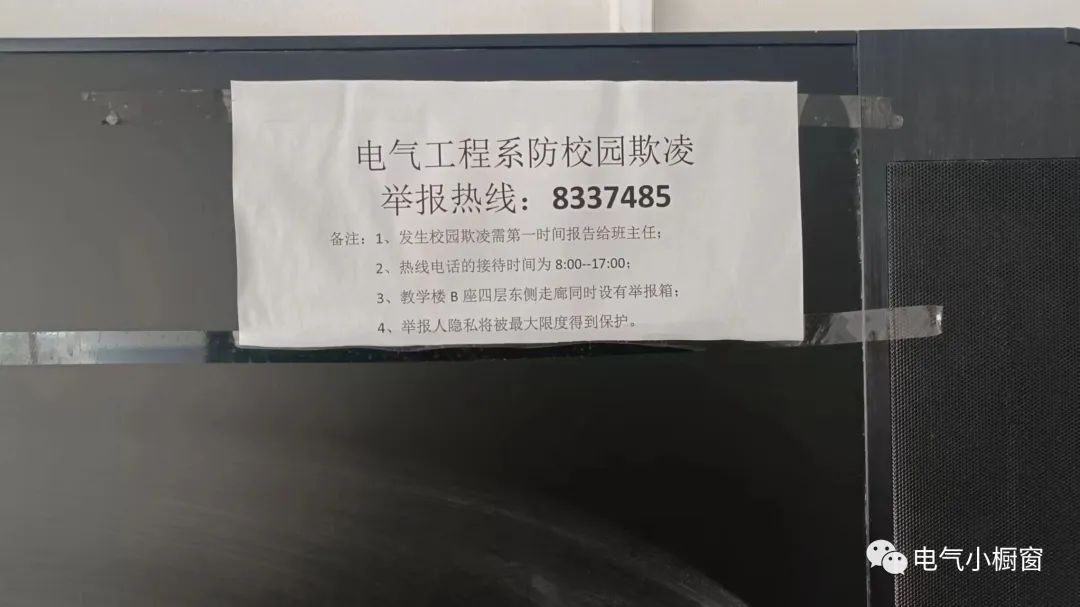 电气工程系防校园欺凌
举报热线：8337485
备注：1、发生校园欺凌需第一时间报告给班主任；
2、热线电话的接待时间为 8:00--17:00；
3、教学楼 B 座四层东侧走廊同时设有举报箱；
4、举报人隐私将被最大限度得到保护。
电气小橱窗